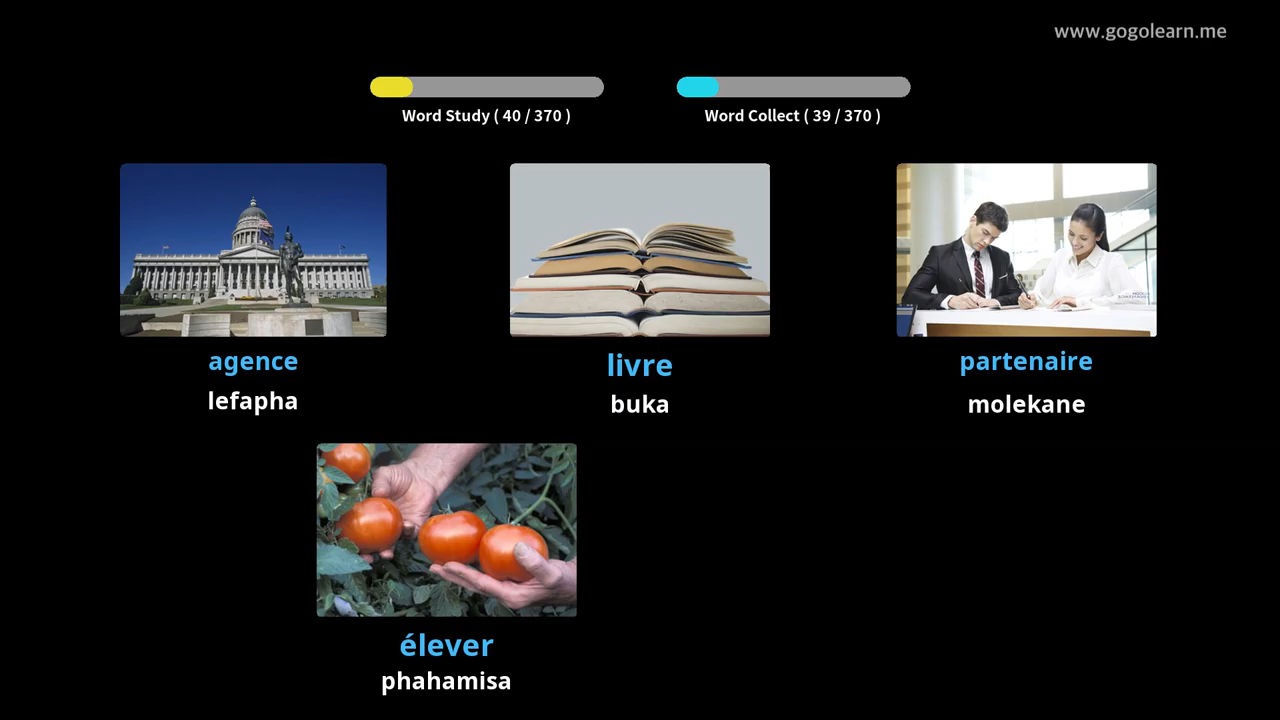 www.gogolearn.me
Word Study ( 40 / 370 )
Word Collect ( 39 / 370 )
agence
lefapha
livre
buka
partenaire
molekane
élever
phahamisa